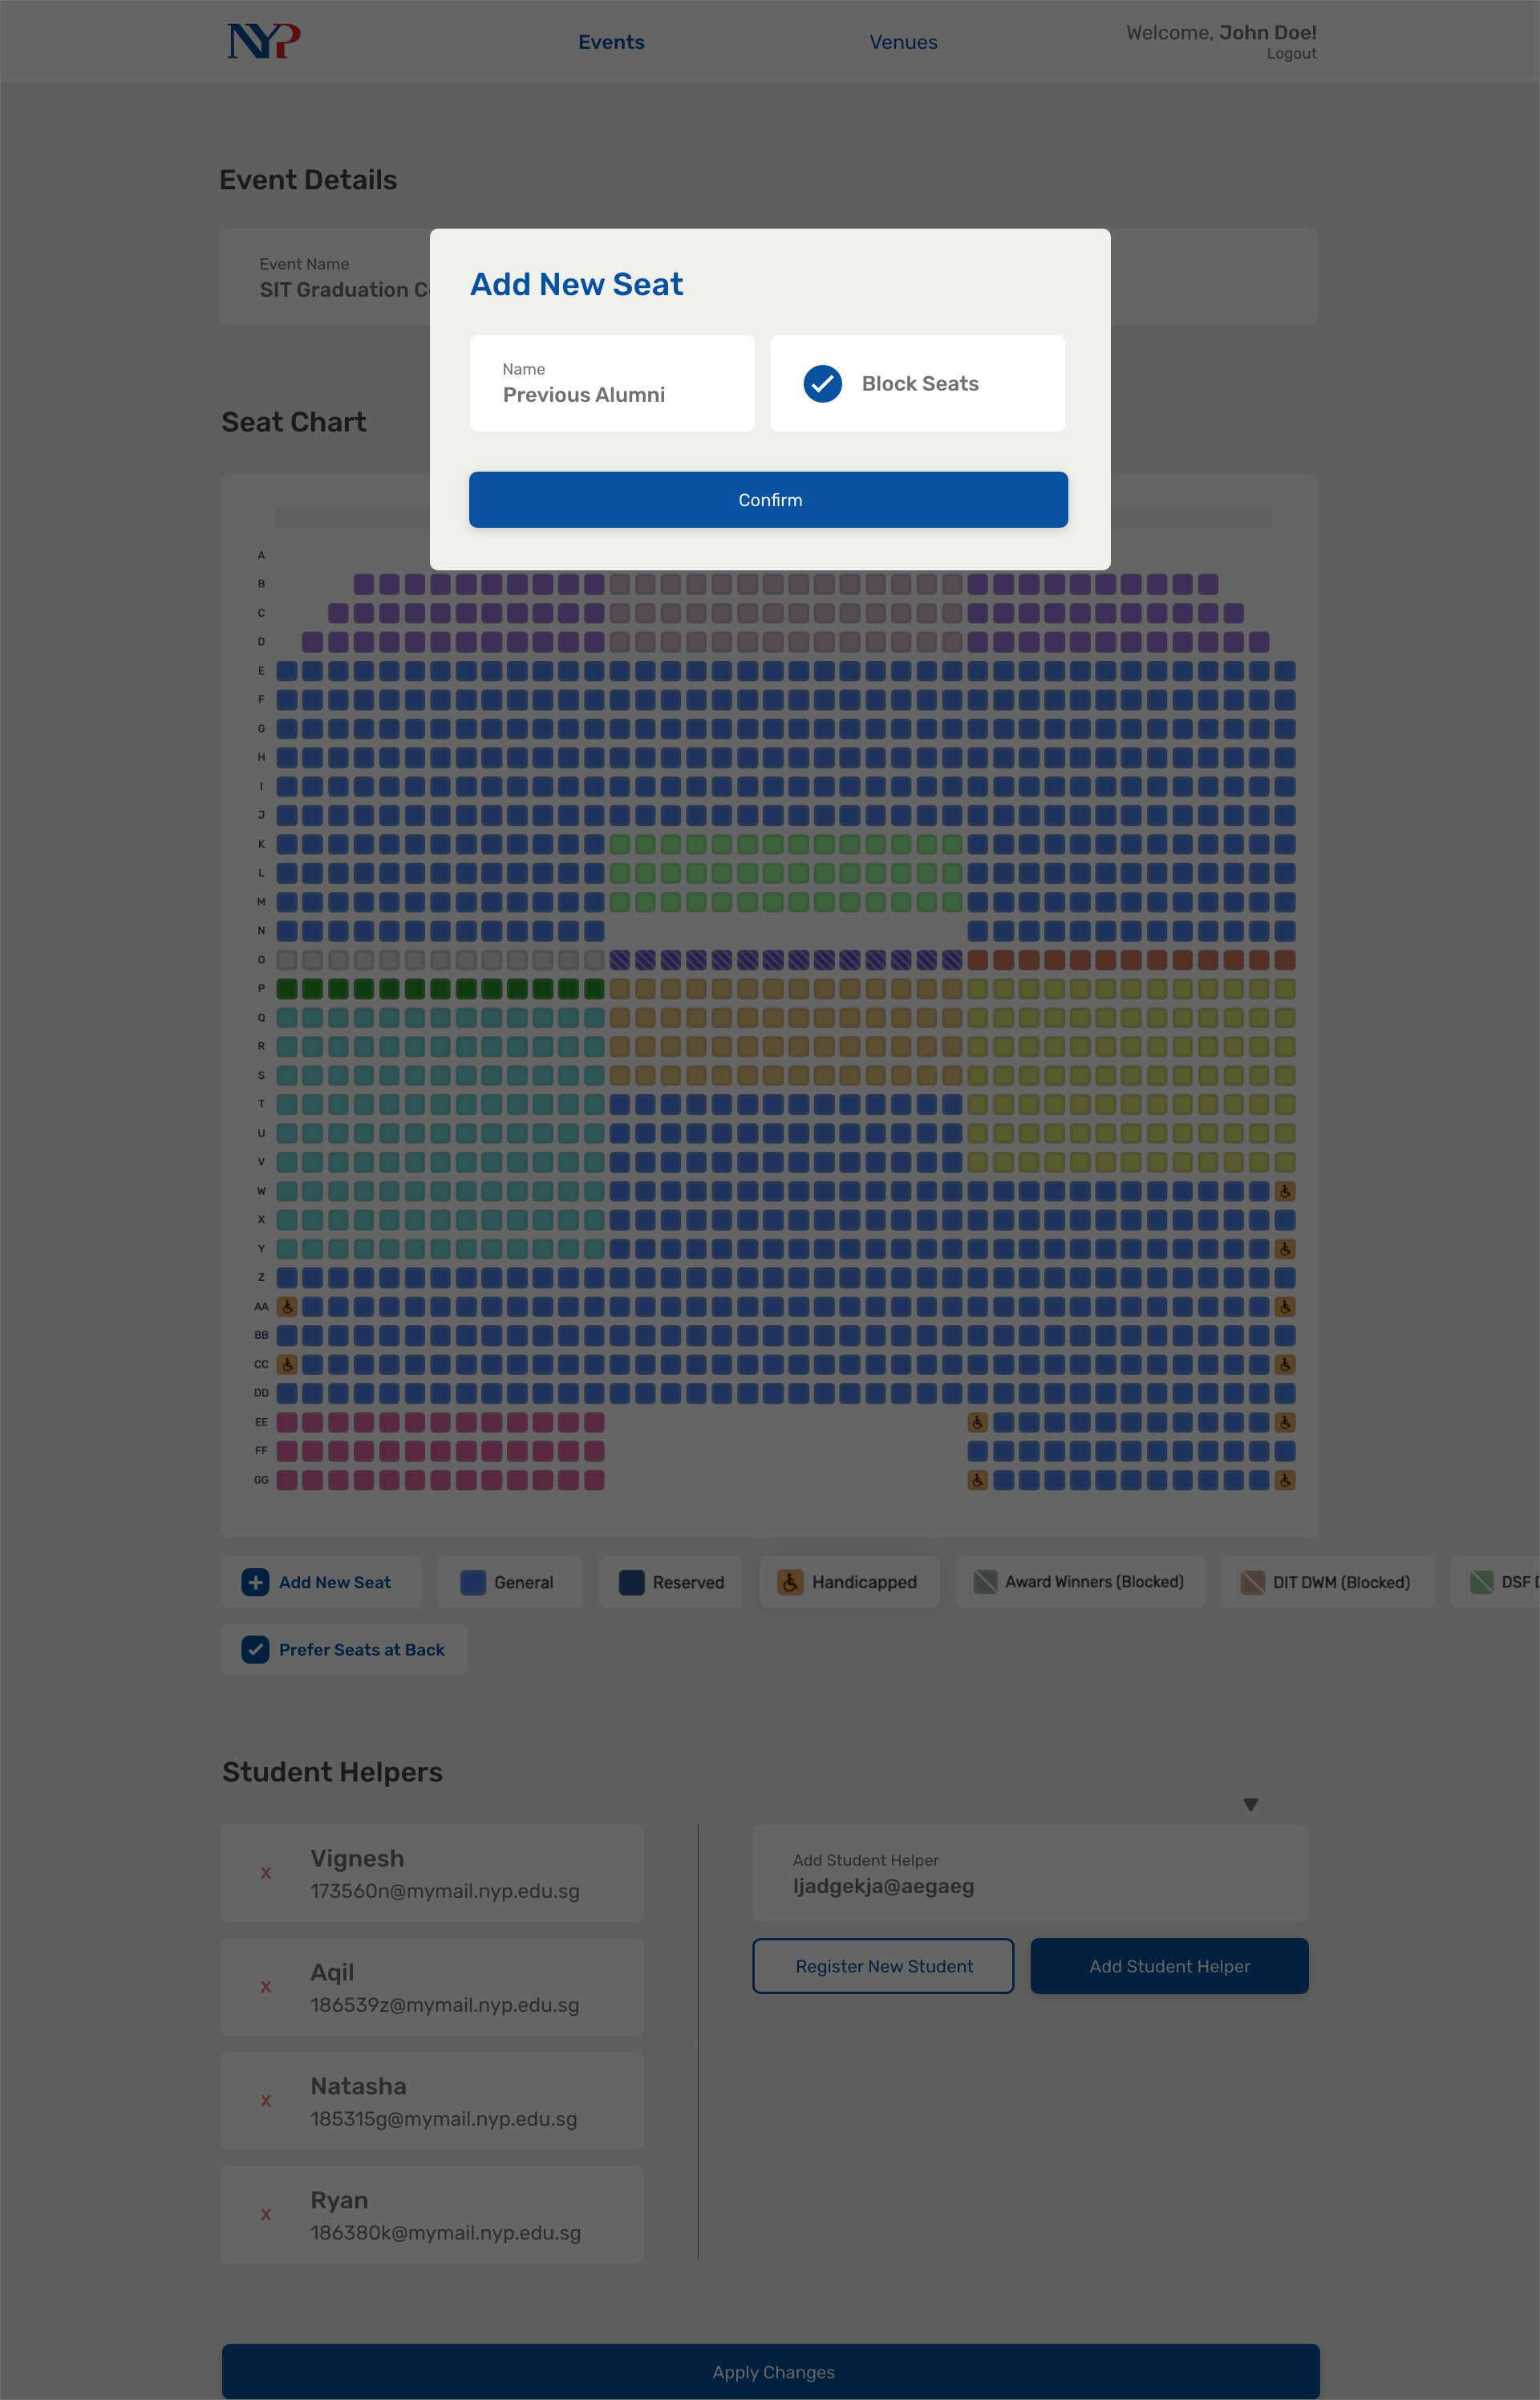 NYP
Events
Venues
Welcome, John Doe!
Logout
Event Details
Event Name
SIT Graduation C
Add New Seat
Name
Previous Alumni
Block Seats
Confirm
Seat Chart
A
B
C
D
E
F
G
H
I
J
K
L
M
N
O
P
Q
R
S
T
U
V
W
X
Y
Z
AA
BB
CC
DD
EE
FF
GG
Add New Seat
General
Reserved
Handicapped
Award Winners (Blocked)
DIT DWM (Blocked)
DSF
Prefer Seats at Back
Student Helpers
X
Vignesh
173560n@mymail.nyp.edu.sg
X
Aqil
186539z@mymail.nyp.edu.sg
X
Natasha
185315g@mymail.nyp.edu.sg
X
Ryan
186380k@mymail.nyp.edu.sg
Add Student Helper
ljadgekja@aegaeg
Register New Student
Add Student Helper
Apply Changes